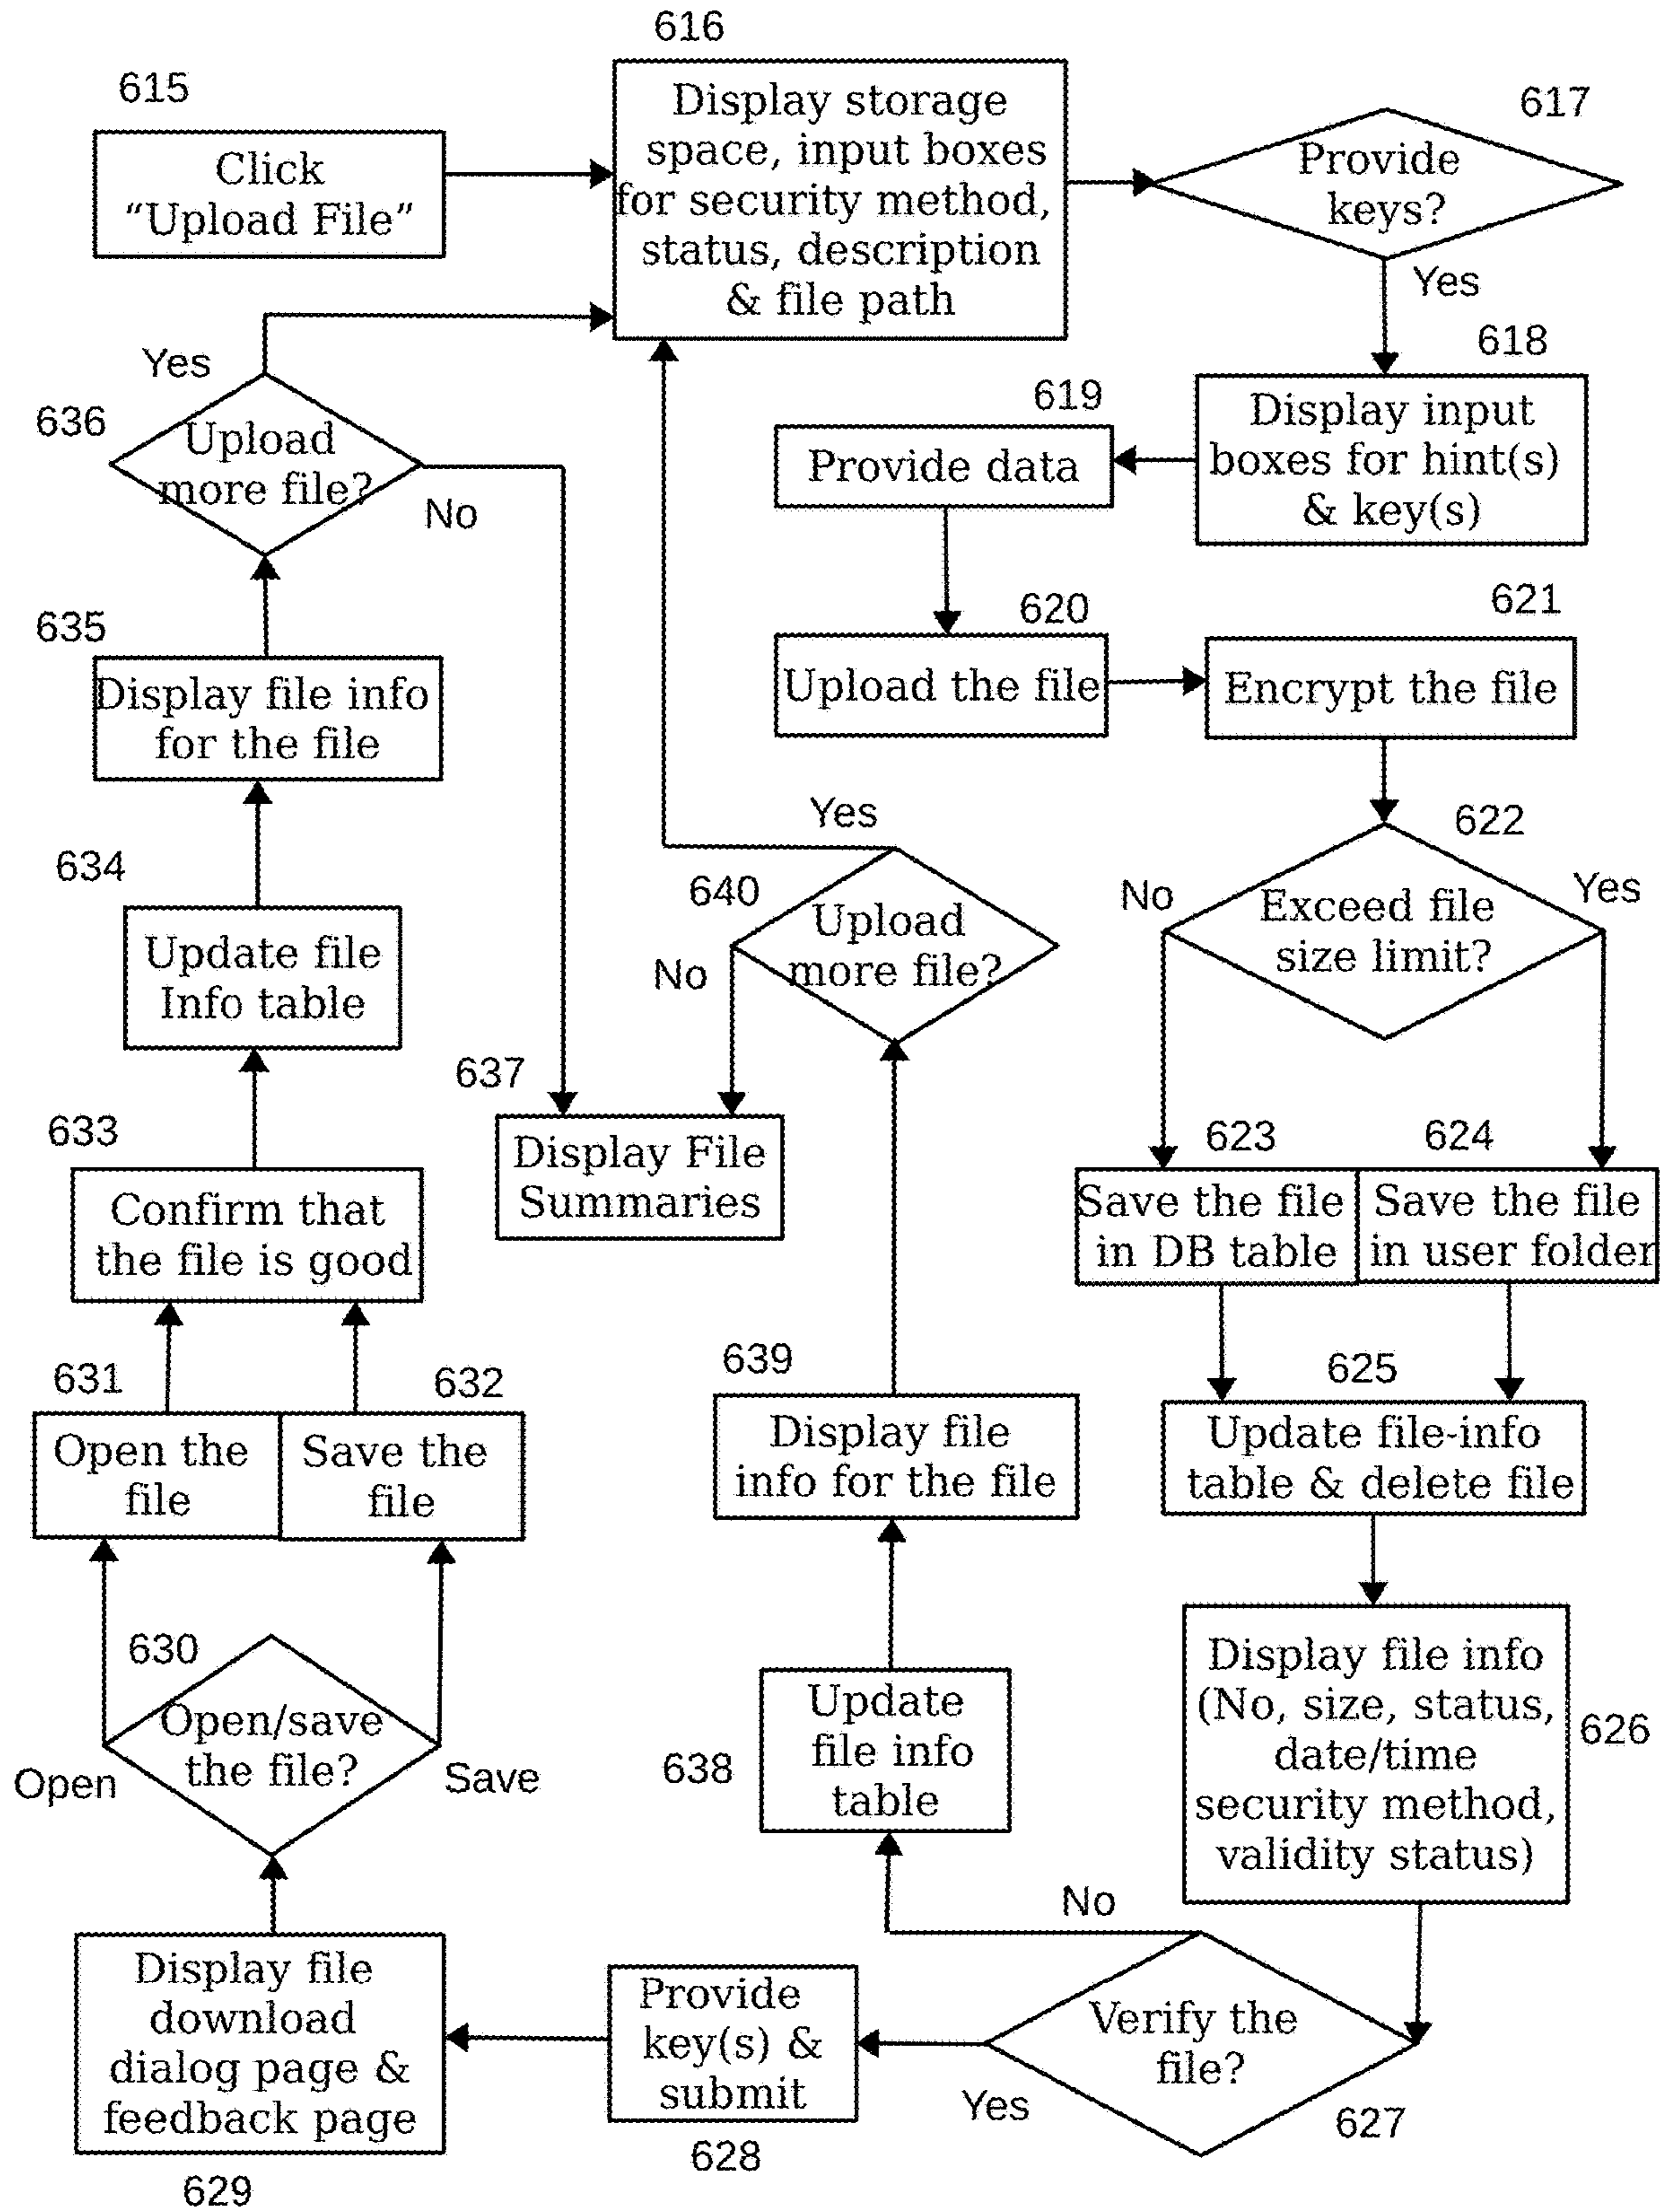 616
Display storage
space, input boxes
for security method,
status, description
& file path
615
Click
“Upload File”
617
Provide
keys?
Yes
618
Display input
boxes for hint(s)
& key(s)
619
Provide data
620
Upload the file
621
Encrypt the file
622
Exceed file
size limit?
No
Yes
623
Save the file
in DB table
624
Save the file
in user folder
625
Update file-info
table & delete file
626
Display file info
(No, size, status,
date/time
security method,
validity status)
627
Verify the
file?
No
Yes
628
Provide
key(s) &
submit
629
Display file
download
dialog page &
feedback page
630
Open/save
the file?
Open
Save
631
Open the
file
632
Save the
file
633
Confirm that
the file is good
634
Update file
Info table
635
Display file info
for the file
636
Upload
more file?
Yes
No
637
Display File
Summaries
638
Update
file info
table
639
Display file
info for the file
640
Upload
more file?
Yes
No